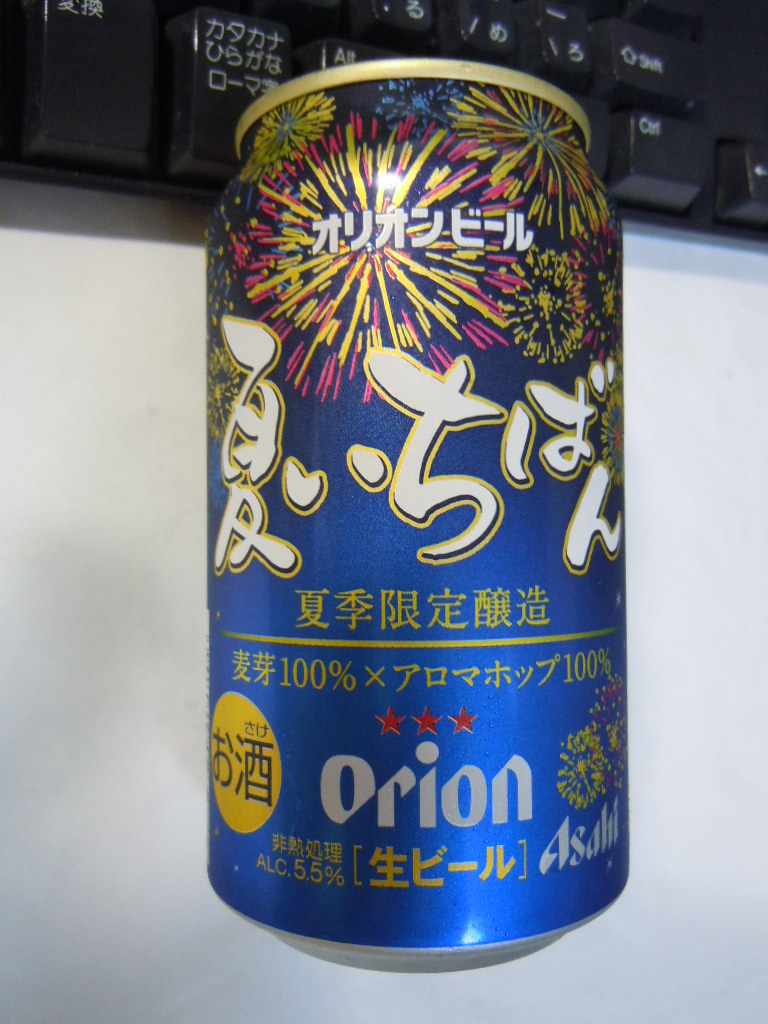 変換
カタカナ
ひらがな
ローマ字
Alt
る
め
ろ
Shift
Ctrl
オリオンビール
夏いちばん
夏季限定醸造
麦芽100%×アロマホップ100%
さけ
お酒
orion
Asahi
非熱処理
ALC.5.5%
[生ビール]